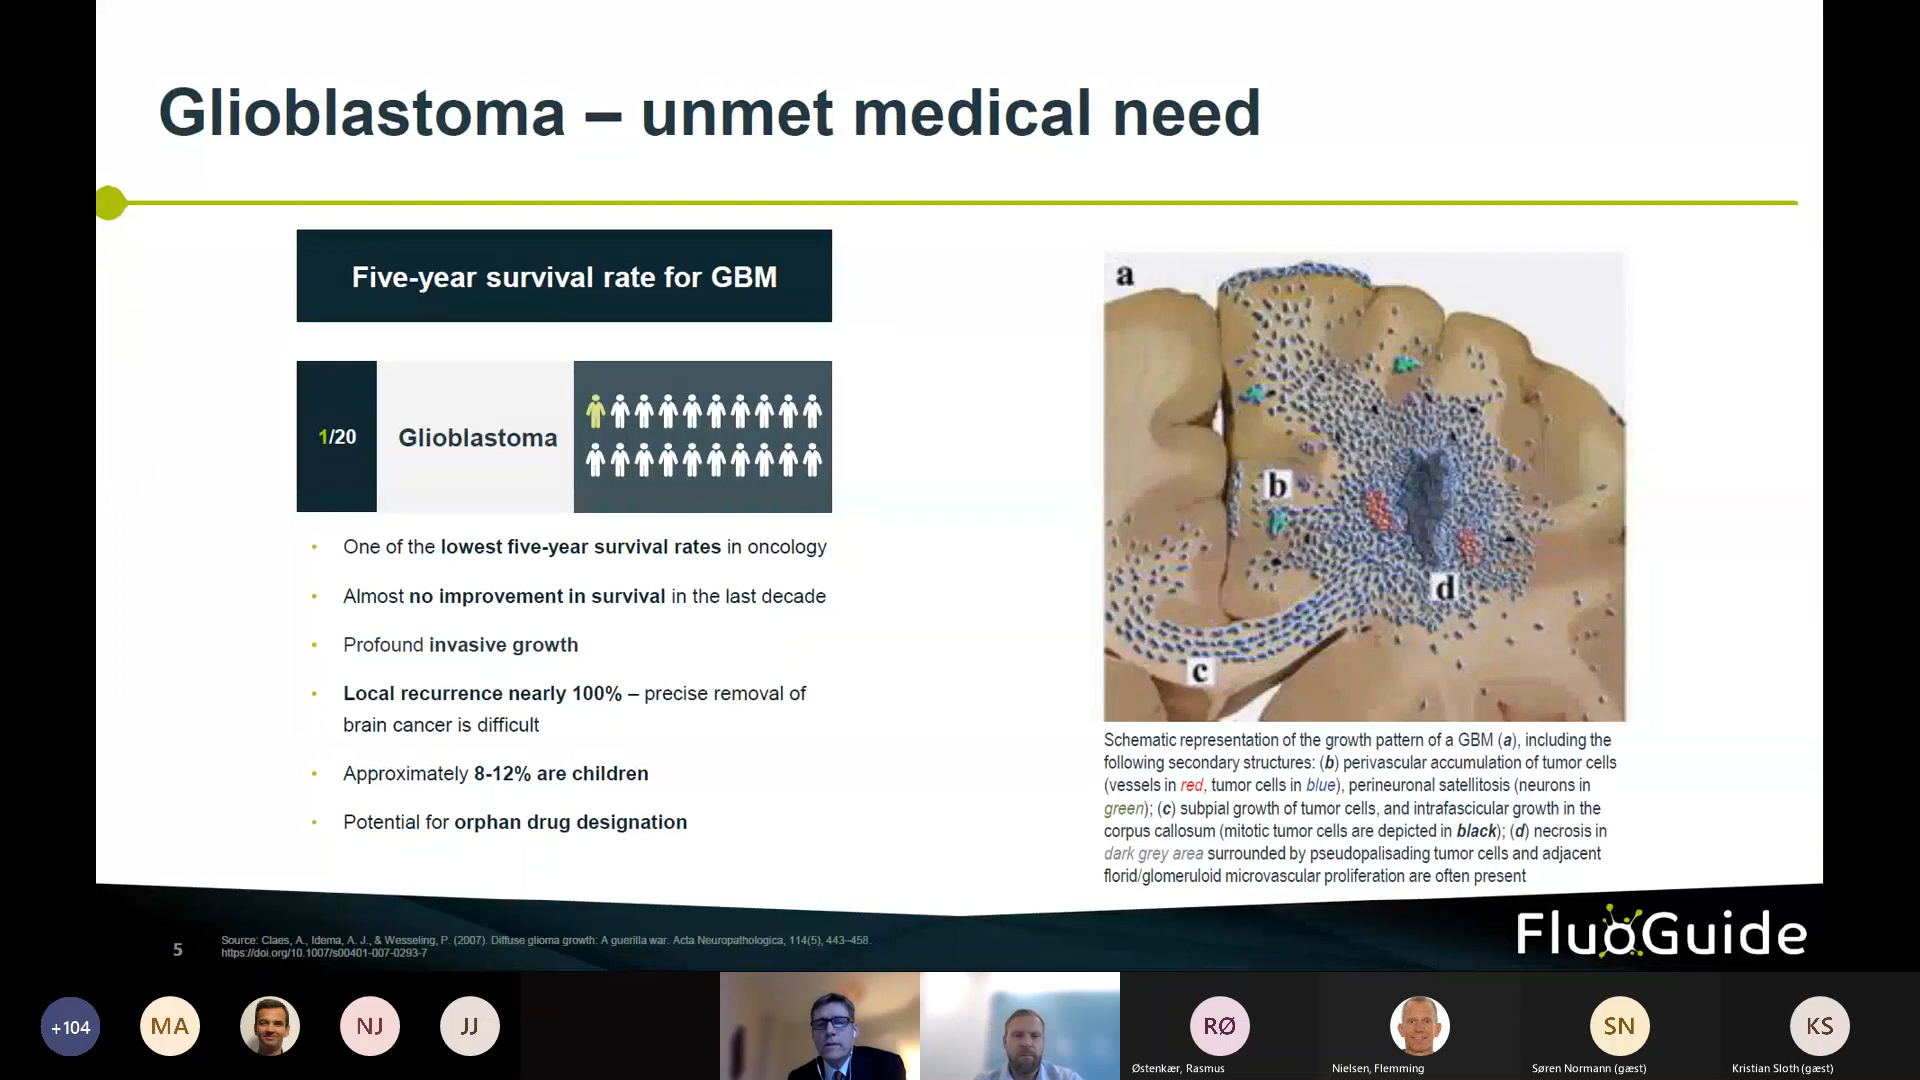 Glioblastoma – unmet medical need
Five-year survival rate for GBM
1/20
Glioblastoma
• One of the lowest five-year survival rates in oncology
• Almost no improvement in survival in the last decade
• Profound invasive growth
• Local recurrence nearly 100% – precise removal of
brain cancer is difficult
• Approximately 8-12% are children
• Potential for orphan drug designation
a
b
d
c
Schematic representation of the growth pattern of a GBM (a), including the
following secondary structures: (b) perivascular accumulation of tumor cells
(vessels in red, tumor cells in blue), perineuronal satellitosis (neurons in
green); (c) subpial growth of tumor cells, and intrafascicular growth in the
corpus callosum (mitotic tumor cells are depicted in black); (d) necrosis in
dark grey area surrounded by pseudopalisading tumor cells and adjacent
florid/glomeruloid microvascular proliferation are often present
5
Source: Claes, A., Idema, A. J., & Wesseling, P. (2007). Diffuse glioma growth: A guerilla war. Acta Neuropathologica, 114(5), 443–458.
https://doi.org/10.1007/s00401-007-0293-7
FluoGuide
+104
MA
NJ
JJ
RØ
SN
KS
Østenkær, Rasmus
Nielsen, Flemming
Søren Normann (gæst)
Kristian Sloth (gæst)